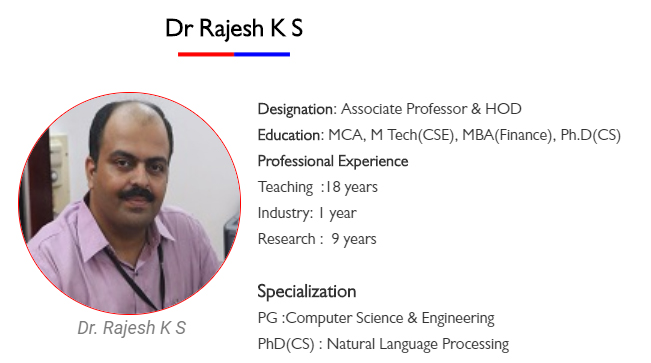 Dr Rajesh K S
Designation: Associate Professor & HOD
Education: MCA, M Tech(CSE), MBA(Finance), Ph.D(CS)
Professional Experience
Teaching :18 years
Industry: 1 year
Research : 9 years
Specialization
PG :Computer Science & Engineering
PhD(CS) : Natural Language Processing
Dr. Rajesh K S